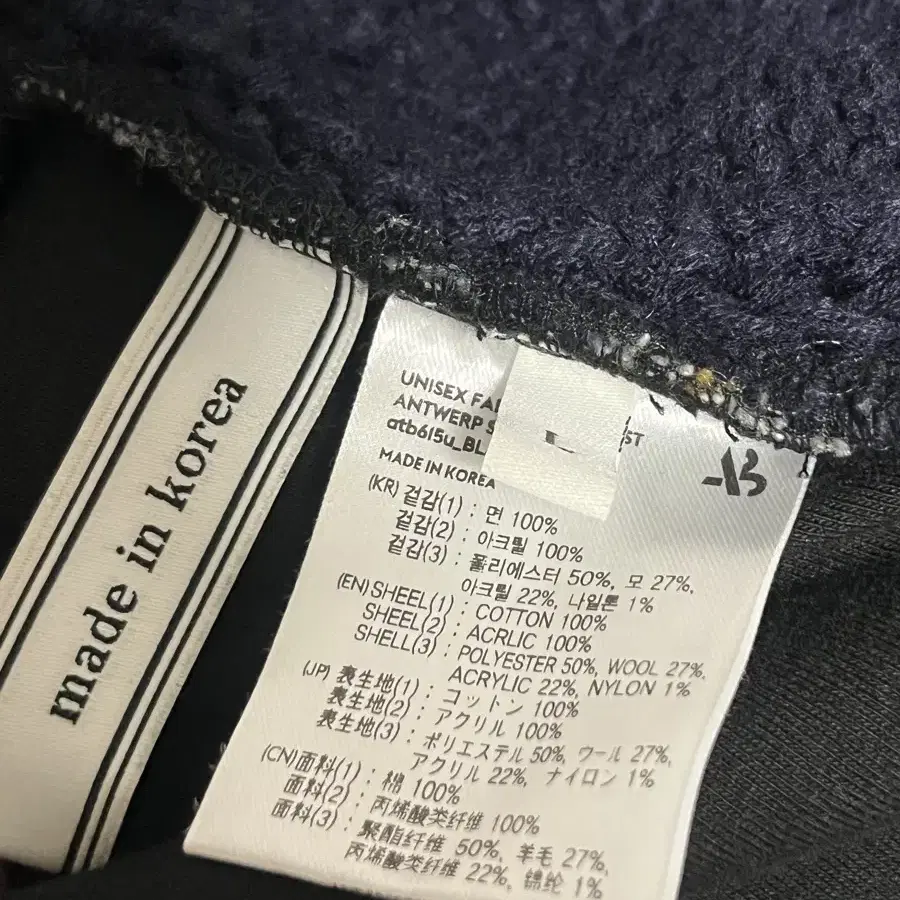 made in korea
UNISEX
ANTWERP
atb615u_BL
L
ST
AB
MADE IN KOREA
(KR) 겉감(1) : 면 100%
겉감(2) : 아크릴 100%
겉감(3) : 폴리에스터 50%, 모 27%,
아크릴 22%, 나일론 1%
(EN) SHEEL(1) : COTTON 100%
SHEEL(2) : ACRLIC 100%
SHELL(3) : POLYESTER 50%, WOOL 27%,
ACRYLIC 22%, NYLON 1%
(JP) 表生地(1) : コットン 100%
表生地(2) : アクリル 100%
表生地(3) : ポリエステル 50%, ウール 27%,
アクリル 22%, ナイロン 1%
(CN) 面料(1) : 棉 100%
面料(2) : 丙烯酸类纤维 100%
面料(3) : 聚酯纤维 50%, 羊毛 27%,
丙烯酸类纤维 22%, 锦纶 1%